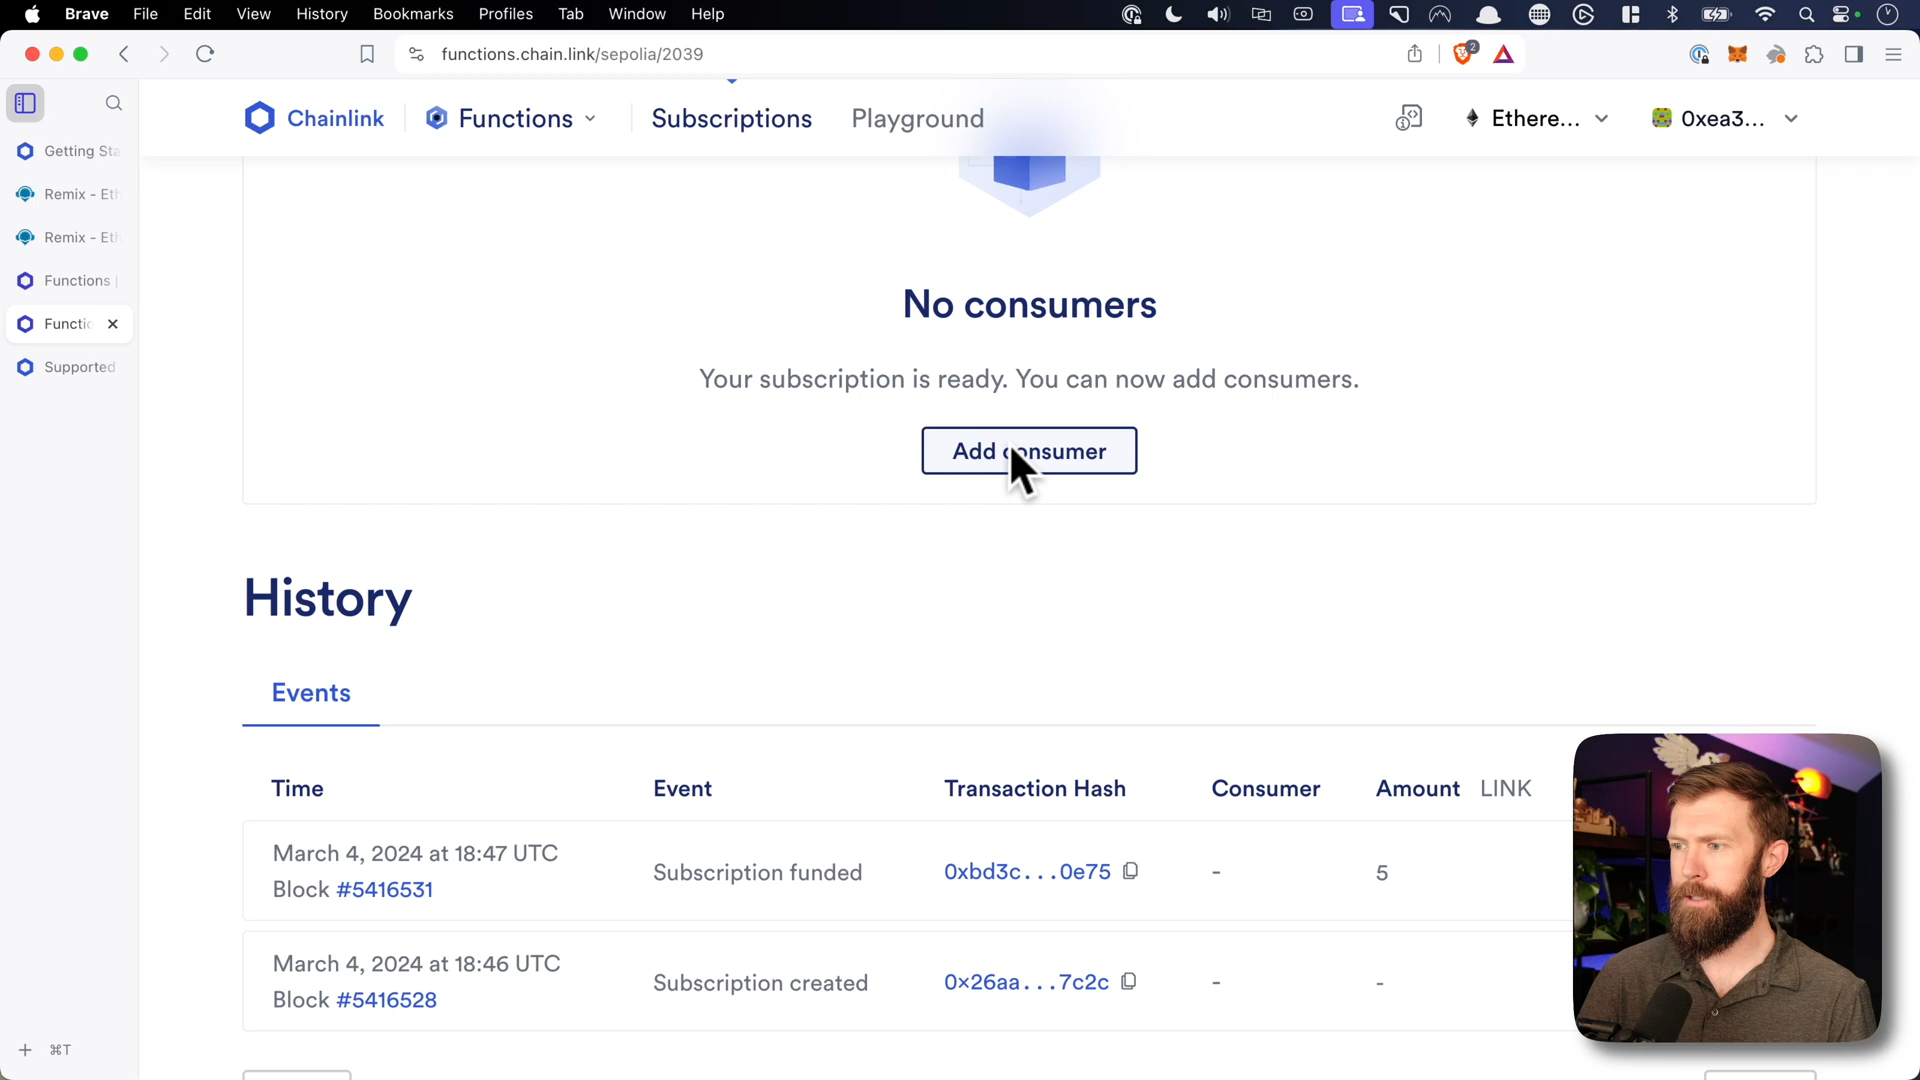 Brave File Edit View History Bookmarks Profiles Tab Window Help
functions.chain.link/sepolia/2039
2
Chainlink Functions Subscriptions Playground Ethere... 0xea3...
Getting Sta
Remix - Eth
Remix - Eth
Functions |
Functio
Supported
No consumers
Your subscription is ready. You can now add consumers.
Add consumer
History
Events
Time Event Transaction Hash Consumer Amount LINK
March 4, 2024 at 18:47 UTC
Block #5416531
Subscription funded 0xbd3c...0e75 - 5
March 4, 2024 at 18:46 UTC
Block #5416528
Subscription created 0x26aa...7c2c - -
+ ⌘T